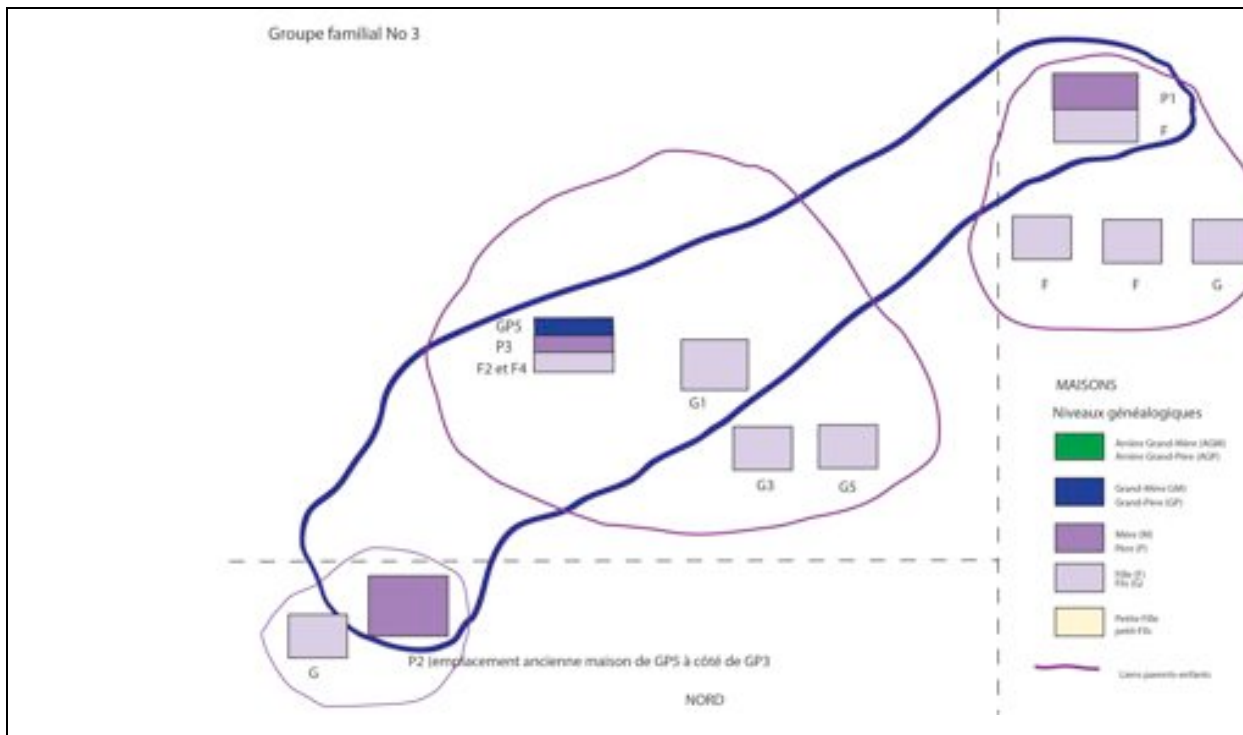 Groupe familial No 3
P1
F
F
F
G
GP5
P3
F2 et F4
G1
G3
G5
MAISONS
Niveaux généalogiques
Arrière Grand-Mère (AGM)
Arrière Grand-Père (AGP)
Grand-Mère (GM)
Grand-Père (GP)
Mère (M)
Père (P)
Fille (F)
Fils (G)
Petite-Fille
petit-Fils
Liens parents-enfants
G
P2 (emplacement ancienne maison de GP5 à côté de GP3
NORD